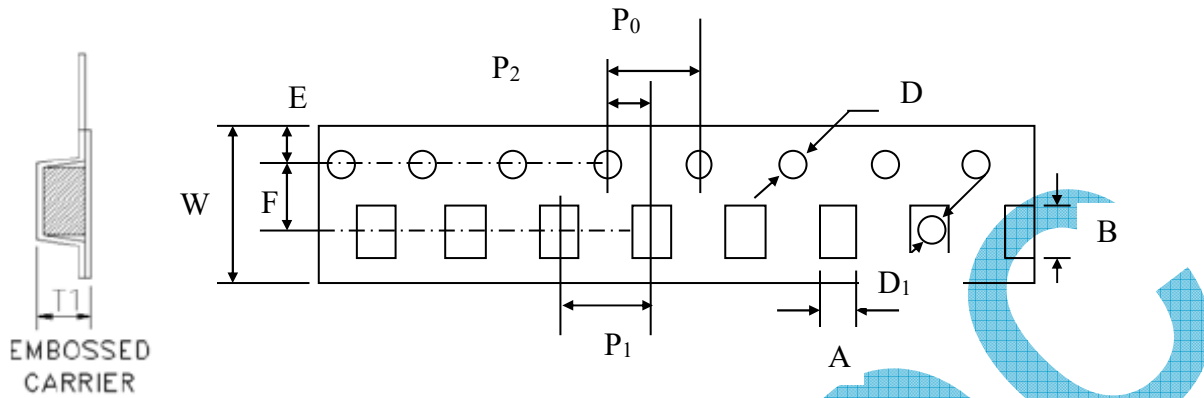 P₀
P₂
E
D
W
F
B
T1
D₁
P₁
A
EMBOSSED
CARRIER